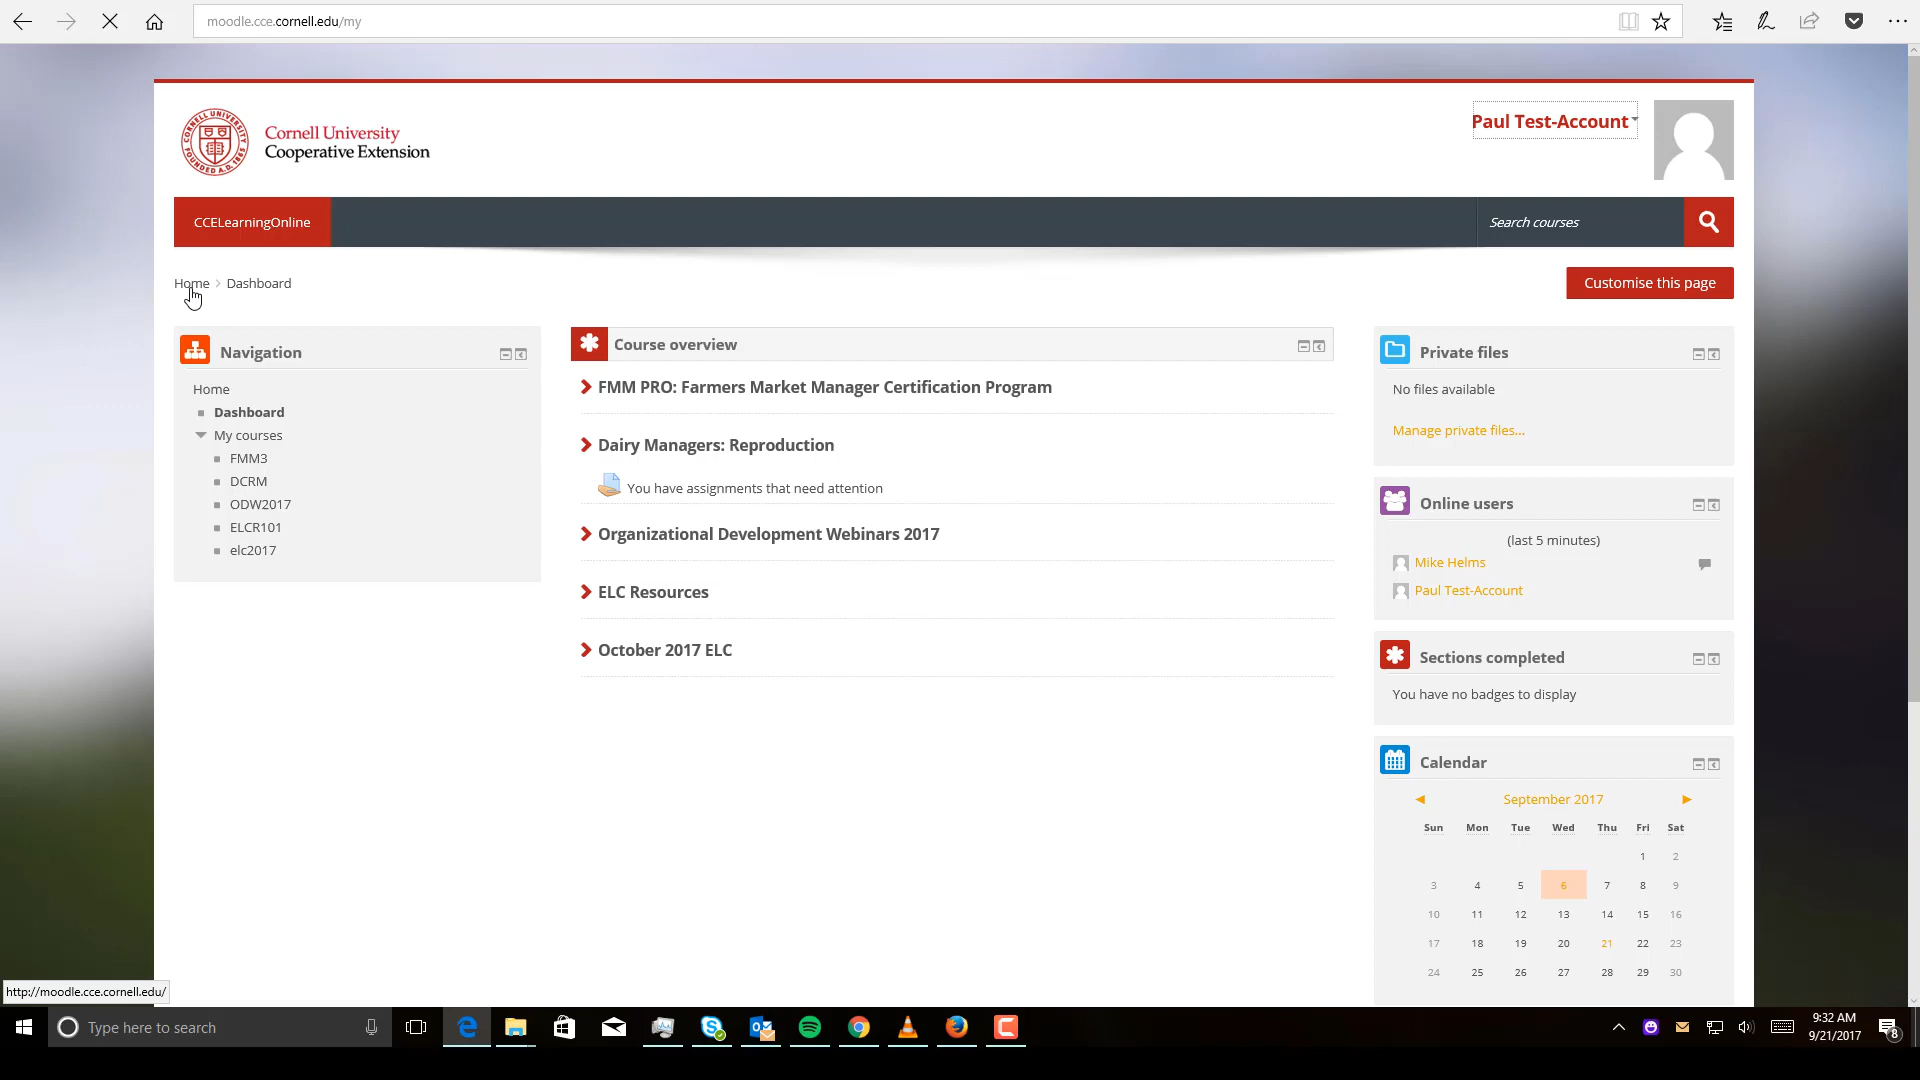 moodle.cce.cornell.edu/my
Cornell University
Cooperative Extension
CORNELL UNIVERSITY
FOUNDED A.D. 1865
Paul Test-Account
CCELearningOnline
Search courses
Home
Dashboard
Customise this page
Navigation
Home
Dashboard
My courses
FMM3
DCRM
ODW2017
ELCR101
elc2017
Course overview
FMM PRO: Farmers Market Manager Certification Program
Dairy Managers: Reproduction
You have assignments that need attention
Organizational Development Webinars 2017
ELC Resources
October 2017 ELC
Private files
No files available
Manage private files...
Online users
(last 5 minutes)
Mike Helms
Paul Test-Account
Sections completed
You have no badges to display
Calendar
◄ September 2017 ►
Sun Mon Tue Wed Thu Fri Sat
1 2
3 4 5 6 7 8 9
10 11 12 13 14 15 16
17 18 19 20 21 22 23
24 25 26 27 28 29 30
http://moodle.cce.cornell.edu/
Type here to search
9:32 AM
9/21/2017
8